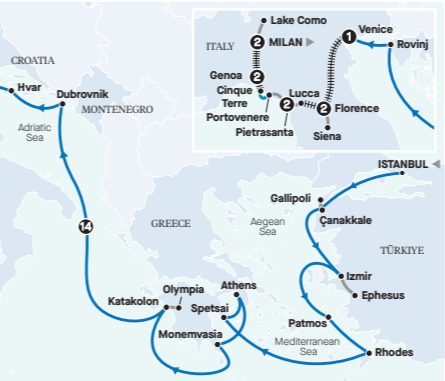 Lake Como
ITALY
2
MILAN
Genoa
2
Cinque
Terre
Portovenere
Pietrasanta
2
Lucca
2
Florence
Siena
1
Venice
Rovinj
CROATIA
Hvar
Dubrovnik
MONTENEGRO
Adriatic
Sea
ISTANBUL
Gallipoli
Çanakkale
Aegean
Sea
GREECE
TÜRKIYE
14
Izmir
Ephesus
Olympia
Athens
Katakolon
Spetsai
Monemvasia
Patmos
Mediterranean
Sea
Rhodes